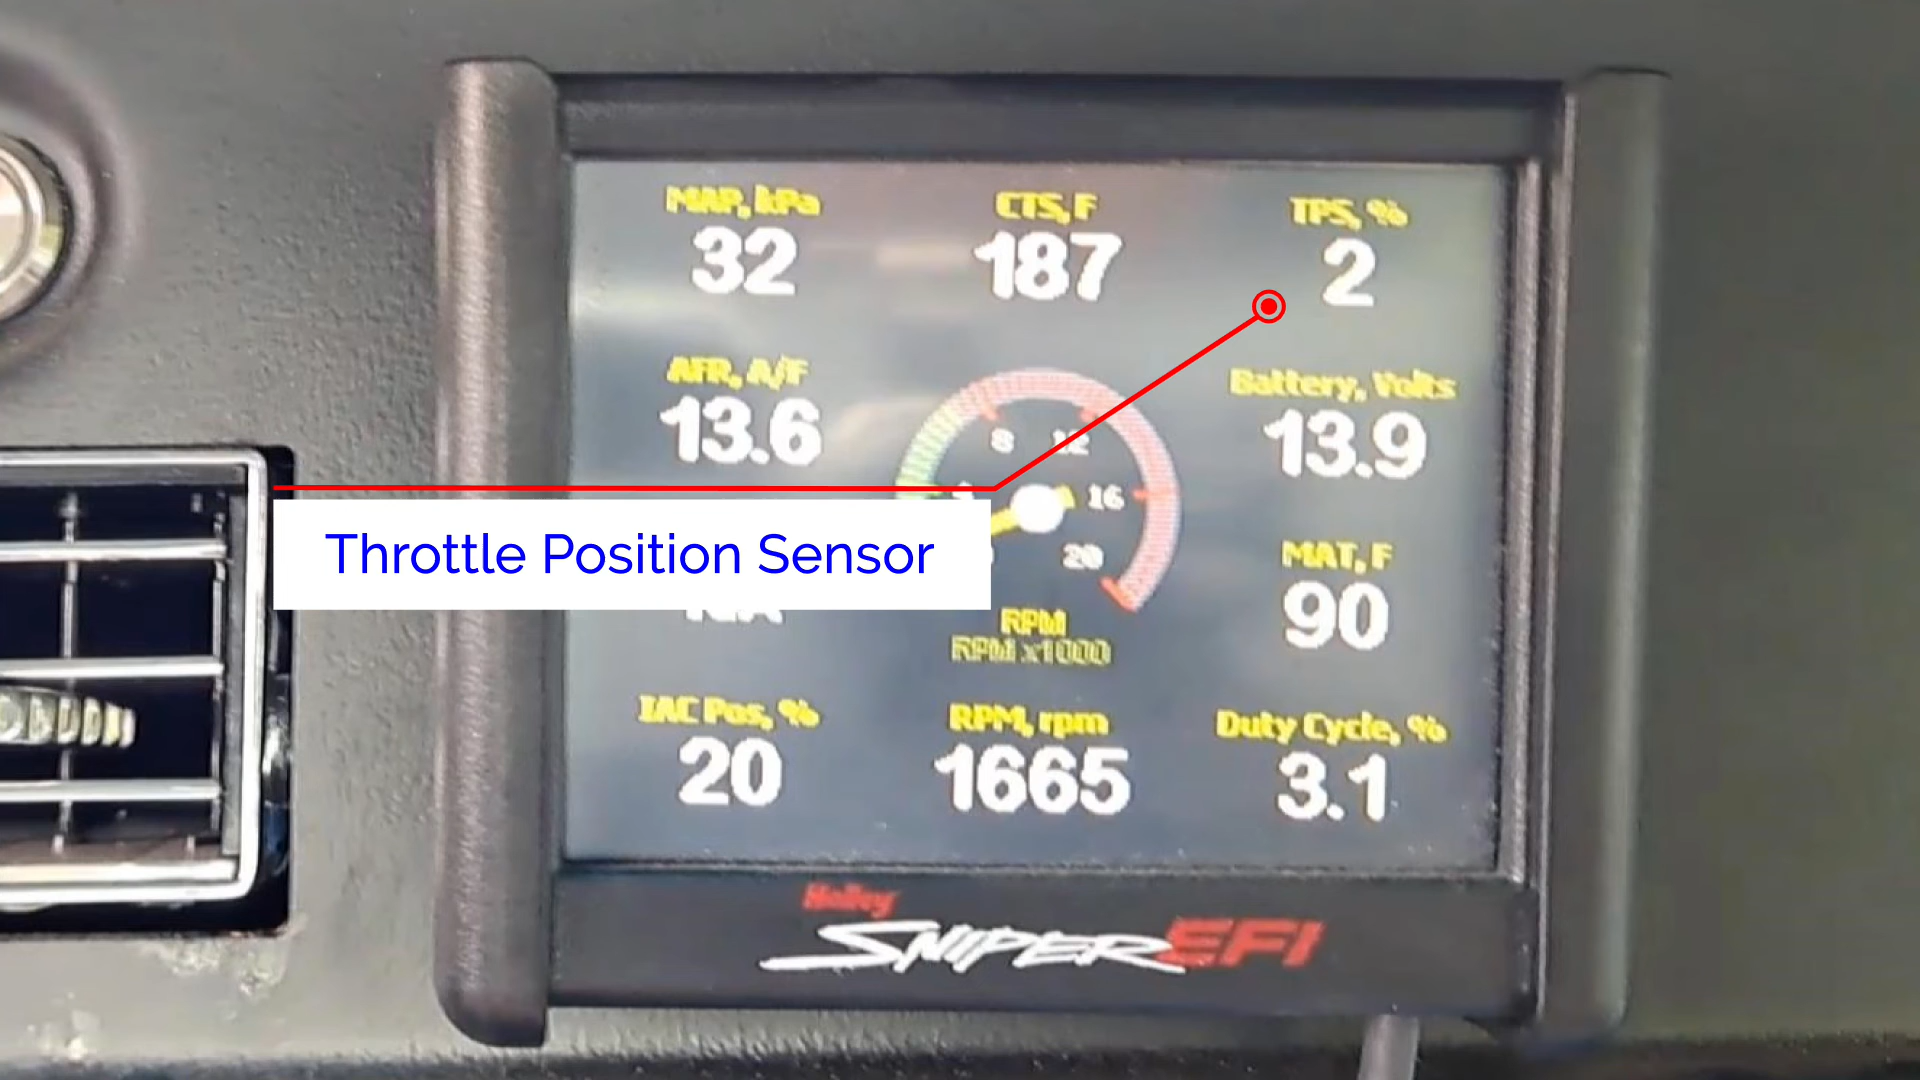 MAP, kPa
32
CTS, F
187
TPS, %
2
AFR, A/F
13.6
8
12
16
20
Battery, Volts
13.9
Throttle Position Sensor
MAT, F
90
RPM
RPM x1000
IAC Pos, %
20
RPM, rpm
1665
Duty Cycle, %
3.1
Holley
SNIPER EFI